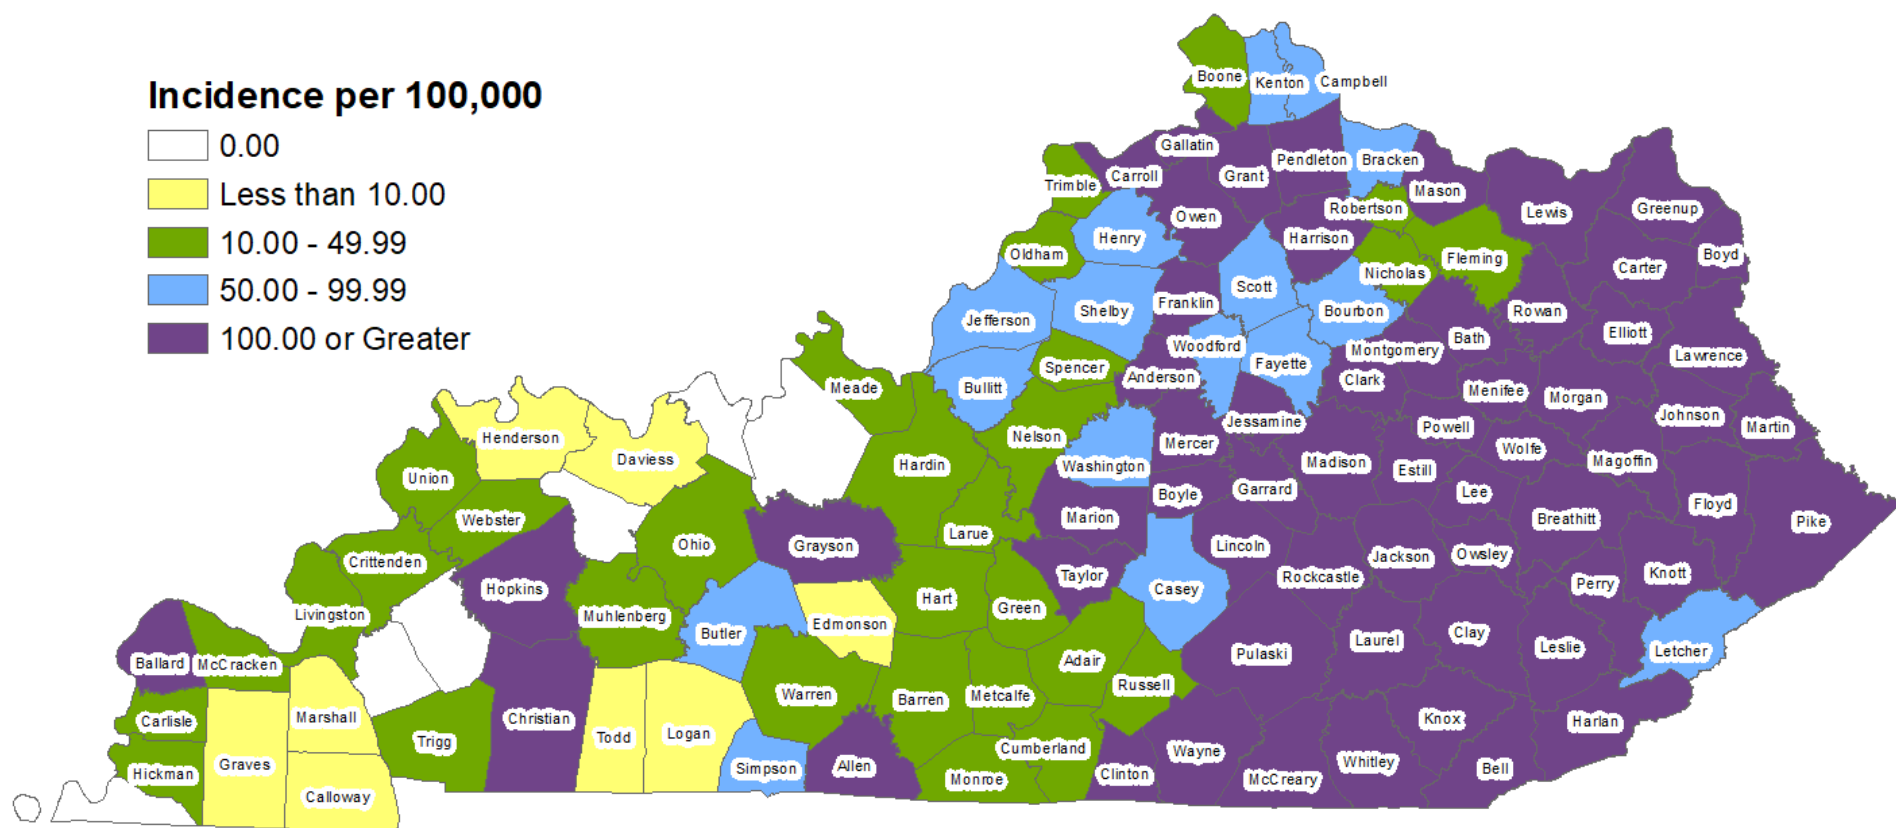 Incidence per 100,000
0.00
Less than 10.00
10.00 - 49.99
50.00 - 99.99
100.00 or Greater
Boone
Kenton
Campbell
Gallatin
Pendleton
Bracken
Carroll
Grant
Trimble
Mason
Robertson
Owen
Lewis
Greenup
Henry
Harrison
Oldham
Fleming
Boyd
Nicholas
Carter
Scott
Franklin
Shelby
Bourbon
Rowan
Jefferson
Elliott
Woodford
Bath
Montgomery
Lawrence
Fayette
Spencer
Anderson
Clark
Meade
Bullitt
Menifee
Morgan
Johnson
Jessamine
Powell
Martin
Henderson
Nelson
Mercer
Wolfe
Daviess
Hardin
Washington
Madison
Estill
Magoffin
Union
Garrard
Boyle
Lee
Floyd
Webster
Marion
Breathitt
Pike
Larue
Ohio
Grayson
Lincoln
Jackson
Owsley
Crittenden
Taylor
Rockcastle
Knott
Perry
Hopkins
Casey
Hart
Green
Livingston
Muhlenberg
Edmonson
Butler
Clay
Laurel
Leslie
Letcher
Pulaski
Ballard
McCracken
Adair
Russell
Warren
Barren
Metcalfe
Carlisle
Marshall
Christian
Knox
Harlan
Logan
Todd
Trigg
Cumberland
Wayne
Graves
Hickman
Simpson
Allen
Monroe
Clinton
McCreary
Whitley
Bell
Calloway